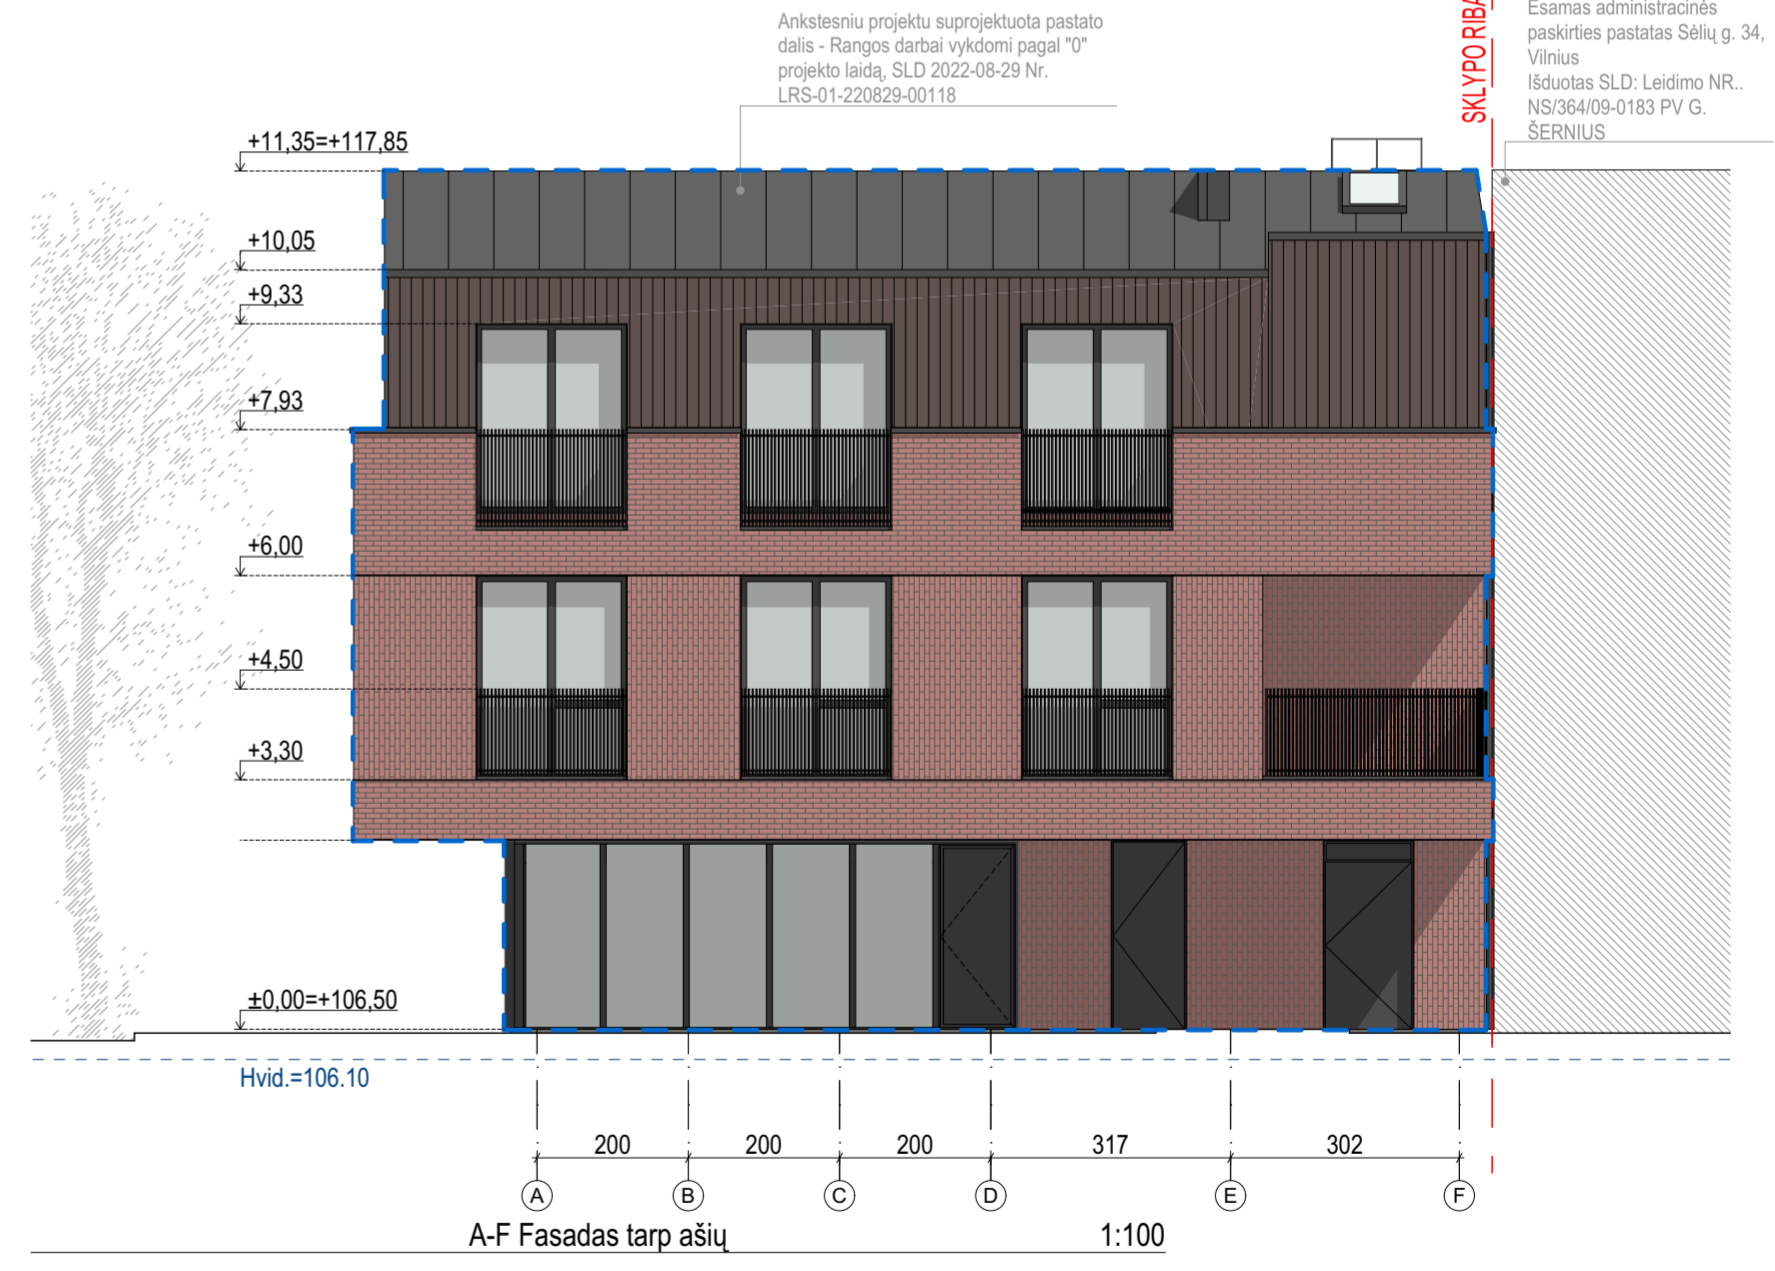 Ankstesniu projektu suprojektuota pastato
dalis - Rangos darbai vykdomi pagal "0"
projekto laidą, SLD 2022-08-29 Nr.
LRS-01-220829-00118
SKLYPO RIBA
Esamas administracinės
paskirties pastatas Sėlių g. 34,
Vilnius
Išduotas SLD: Leidimo NR..
NS/364/09-0183 PV G.
ŠERNIUS
+11,35=+117,85
+10,05
+9,33
+7,93
+6,00
+4,50
+3,30
±0,00=+106,50
Hvid.=106.10
200 200 200 317 302
A B C D E F
A-F Fasadas tarp ašių 1:100